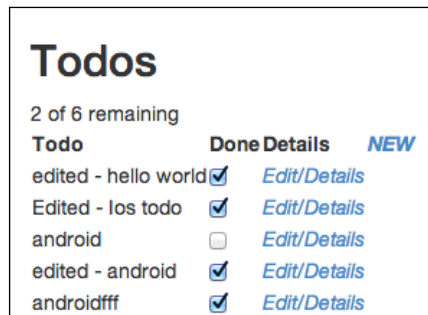 Todos
2 of 6 remaining
Todo Done Details NEW
edited - hello world Edit/Details
Edited - Ios todo Edit/Details
android Edit/Details
edited - android Edit/Details
androidfff Edit/Details